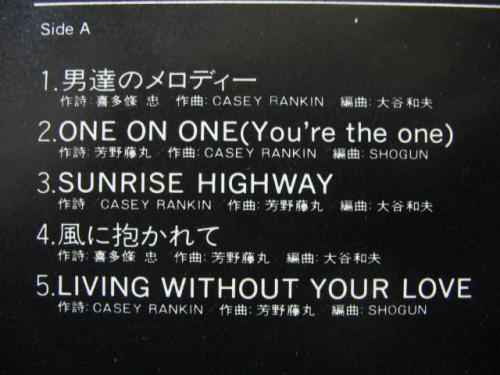 Side A
1.男達のメロディー
作詩:喜多條 忠 作曲:CASEY RANKIN 編曲:大谷和夫
2.ONE ON ONE(You're the one)
作詩:芳野藤丸 作曲:CASEY RANKIN 編曲:SHOGUN
3.SUNRISE HIGHWAY
作詩 CASEY RANKIN/作曲:芳野藤丸/編曲:大谷和夫
4.風に抱かれて
作詩:喜多條 忠 作曲:芳野藤丸 編曲:大谷和夫
5.LIVING WITHOUT YOUR LOVE
作詩:CASEY RANKIN/作曲:芳野藤丸 編曲:SHOGUN